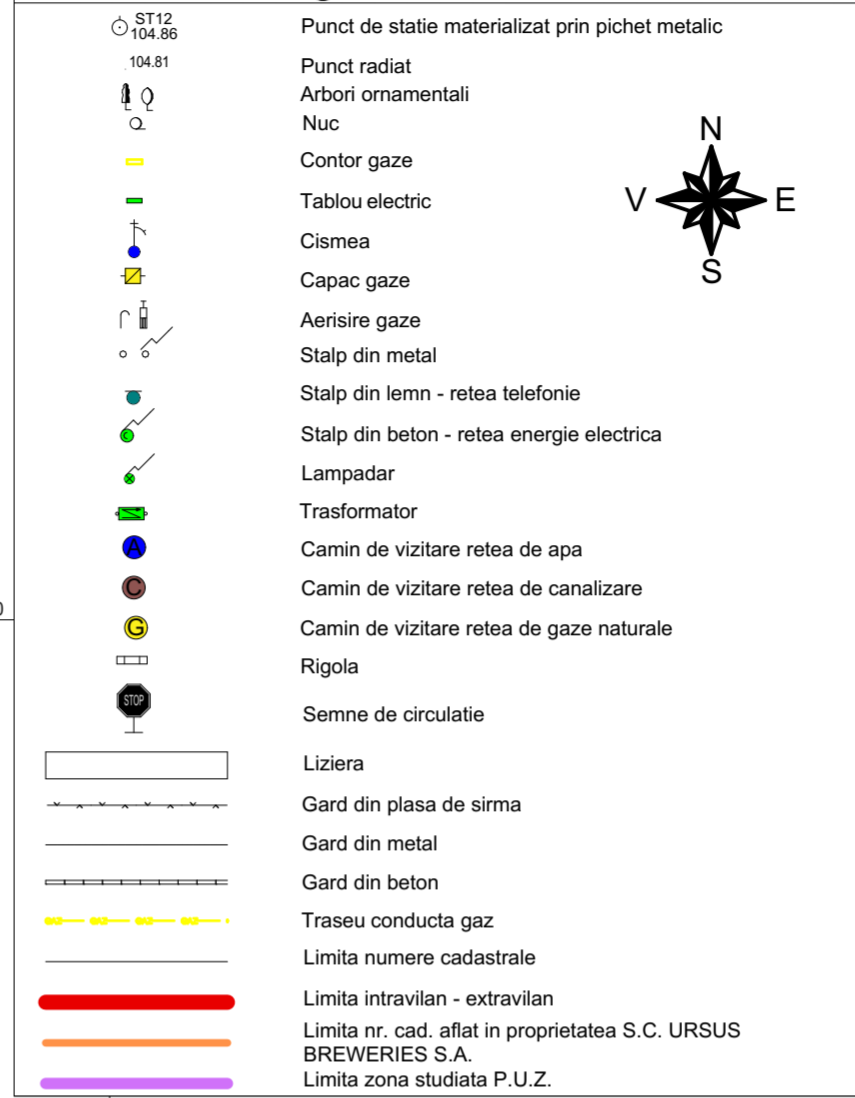 ST12
104.86
Punct de statie materializat prin pichet metalic
104.81
Punct radiat
Arbori ornamentali
Nuc
N
Contor gaze
V
E
Tablou electric
Cismea
S
Capac gaze
Aerisire gaze
Stalp din metal
Stalp din lemn - retea telefonie
Stalp din beton - retea energie electrica
Lampadar
Trasformator
A
Camin de vizitare retea de apa
C
Camin de vizitare retea de canalizare
G
Camin de vizitare retea de gaze naturale
Rigola
STOP
Semne de circulatie
Liziera
Gard din plasa de sirma
Gard din metal
Gard din beton
GAZ GAZ GAZ GAZ
Traseu conducta gaz
Limita numere cadastrale
Limita intravilan - extravilan
Limita nr. cad. aflat in proprietatea S.C. URSUS
BREWERIES S.A.
Limita zona studiata P.U.Z.